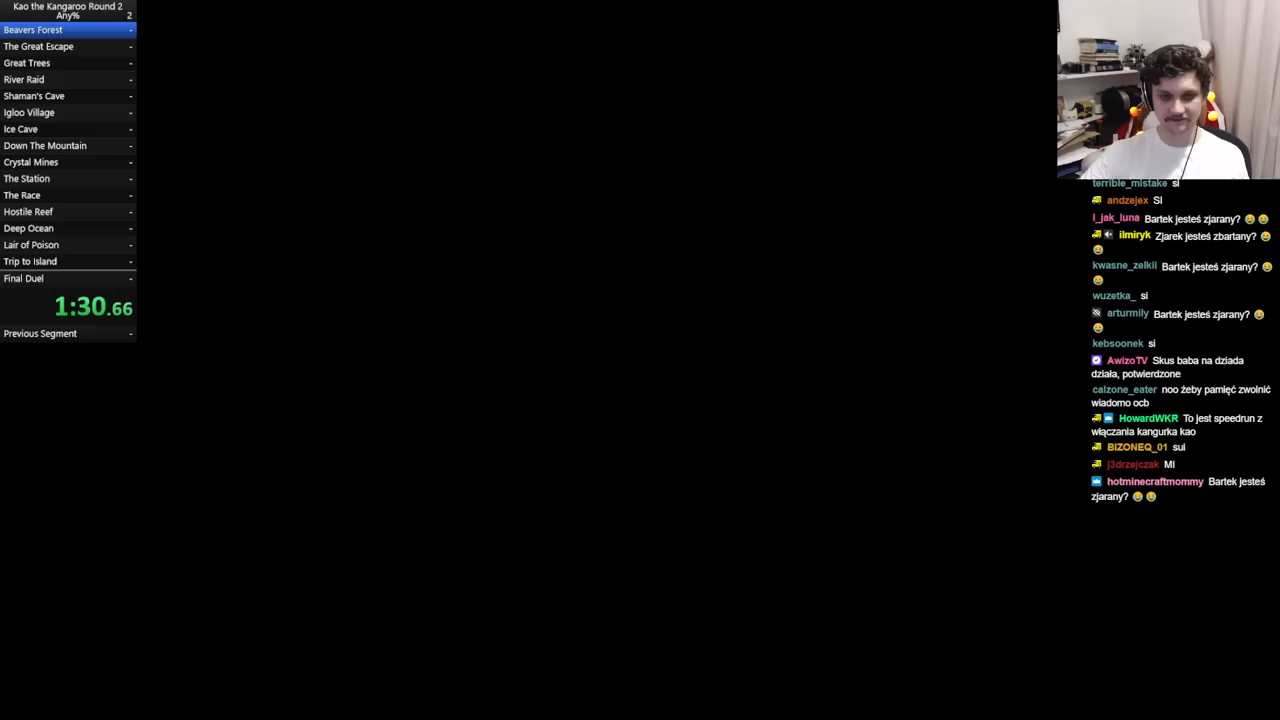 Kao the Kangaroo Round 2
Any% 2
Beavers Forest -
The Great Escape -
Great Trees -
River Raid -
Shaman's Cave -
Igloo Village -
Ice Cave -
Down The Mountain -
Crystal Mines -
The Station -
The Race -
Hostile Reef -
Deep Ocean -
Lair of Poison -
Trip to Island -
Final Duel -
1:30.66
Previous Segment -
terrible_mistake si
andzejex SI
l_jak_luna Bartek jesteś zjarany? 😂 😂
ilmiryk Zjarek jesteś zbartany? 😂
😂
kwasne_zelkii Bartek jesteś zjarany? 😂
😂
wuzetka_ si
arturmily Bartek jesteś zjarany? 😂
😂
kebsoonek si
AwizoTV Skus baba na dziada
działa, potwierdzone
calzone_eater noo żeby pamięć zwolnić
wiadomo ocb
HowardWKR To jest speedrun z
włączania kangurka kao
BIZONEQ_01 sui
j3drzejczak MI
hotminecraftmommy Bartek jesteś
zjarany? 😂 😂